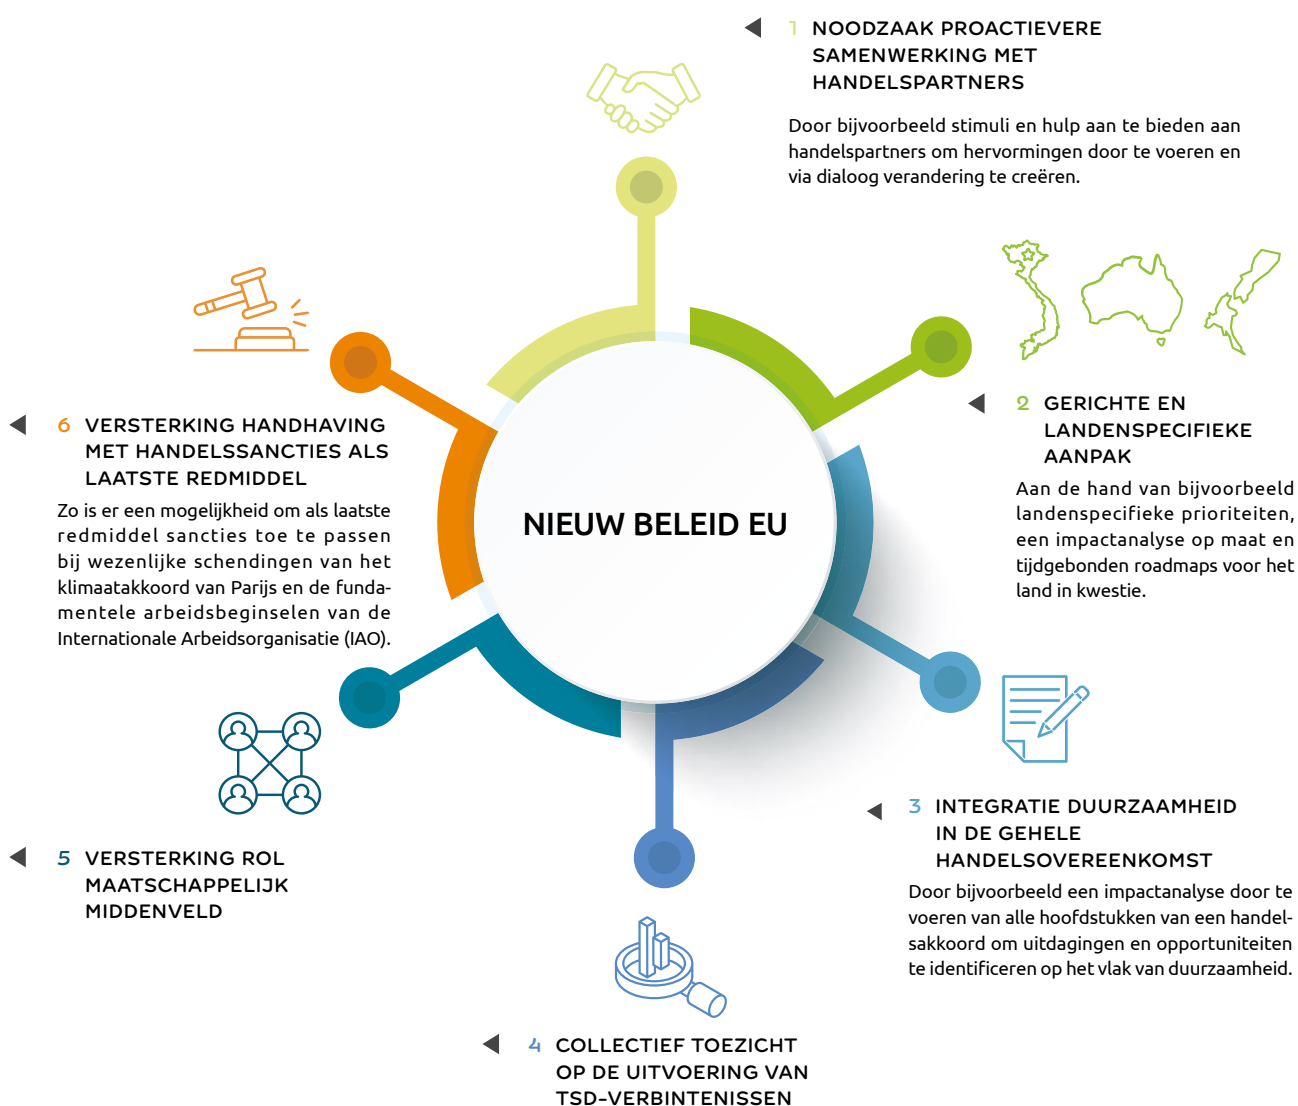 1 NOODZAAK PROACTIEVERE
SAMENWERKING MET
HANDELSPARTNERS
Door bijvoorbeeld stimuli en hulp aan te bieden aan
handelspartners om hervormingen door te voeren en
via dialoog verandering te creëren.
2 GERICHTE EN
LANDENSPECIFIEKE
AANPAK
Aan de hand van bijvoorbeeld
landenspecifieke prioriteiten,
een impactanalyse op maat en
tijdgebonden roadmaps voor het
land in kwestie.
NIEUW BELEID EU
3 INTEGRATIE DUURZAAMHEID
IN DE GEHELE
HANDELSOVEREENKOMST
Door bijvoorbeeld een impactanalyse door te
voeren van alle hoofdstukken van een handel-
sakkoord om uitdagingen en opportuniteiten
te identificeren op het vlak van duurzaamheid.
4 COLLECTIEF TOEZICHT
OP DE UITVOERING VAN
TSD-VERBINTENISSEN
5 VERSTERKING ROL
MAATSCHAPPELIJK
MIDDENVELD
6 VERSTERKING HANDHAVING
MET HANDELSSANCTIES ALS
LAATSTE REDMIDDEL
Zo is er een mogelijkheid om als laatste
redmiddel sancties toe te passen
bij wezenlijke schendingen van het
klimaatakkoord van Parijs en de funda-
mentele arbeidsbeginselen van de
Internationale Arbeidsorganisatie (IAO).